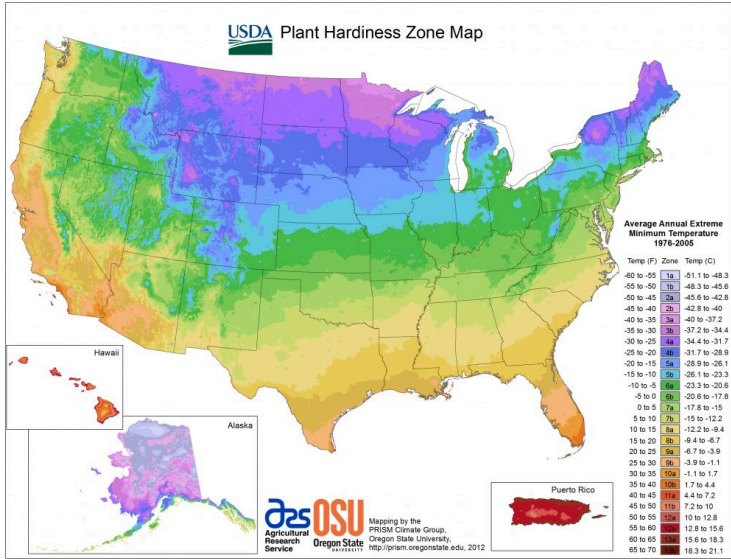 USDA
Plant Hardiness Zone Map
Average Annual Extreme
Minimum Temperature
1976-2005
Temp (F) Zone Temp (C)
-60 to -55 1a -51.1 to -48.3
-55 to -50 1b -48.3 to -45.6
-50 to -45 2a -45.6 to -42.8
-45 to -40 2b -42.8 to -40
-40 to -35 3a -40 to -37.2
-35 to -30 3b -37.2 to -34.4
-30 to -25 4a -34.4 to -31.7
-25 to -20 4b -31.7 to -28.9
-20 to -15 5a -28.9 to -26.1
-15 to -10 5b -26.1 to -23.3
-10 to -5 6a -23.3 to -20.6
-5 to 0 6b -20.6 to -17.8
0 to 5 7a -17.8 to -15
5 to 10 7b -15 to -12.2
10 to 15 8a -12.2 to -9.4
15 to 20 8b -9.4 to -6.7
20 to 25 9a -6.7 to -3.9
25 to 30 9b -3.9 to -1.1
30 to 35 10a -1.1 to 1.7
35 to 40 10b 1.7 to 4.4
40 to 45 11a 4.4 to 7.2
45 to 50 11b 7.2 to 10
50 to 55 12a 10 to 12.8
55 to 60 12b 12.8 to 15.6
60 to 65 13a 15.6 to 18.3
65 to 70 18.3 to 21.1
Hawaii
Alaska
Puerto Rico
Agricultural
Research
Service
OSU
Oregon State
UNIVERSITY
Mapping by the
PRISM Climate Group,
Oregon State University,
http://prism.oregonstate.edu, 2012